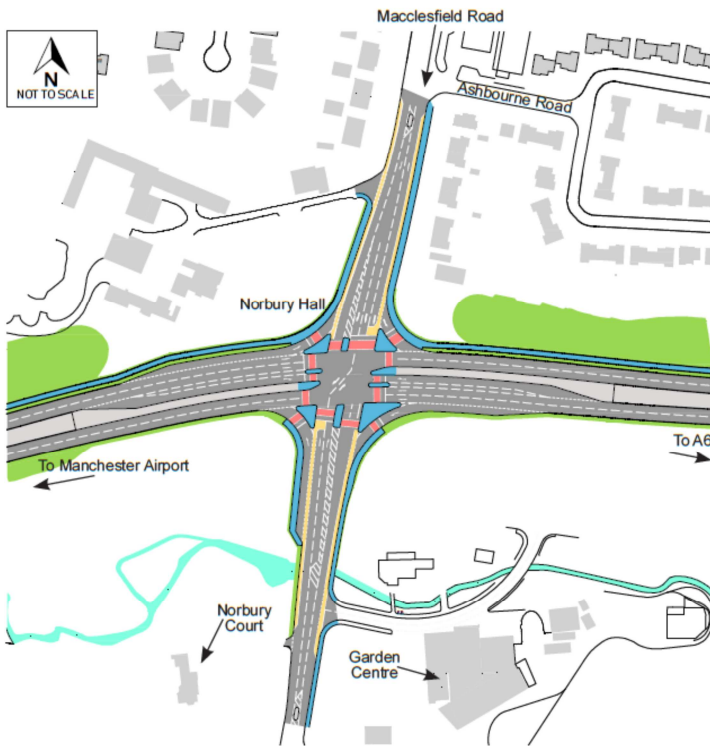 Macclesfield Road
N
NOT TO SCALE
Ashbourne Road
Norbury Hall
To A6
To Manchester Airport
Norbury
Court
Garden
Centre